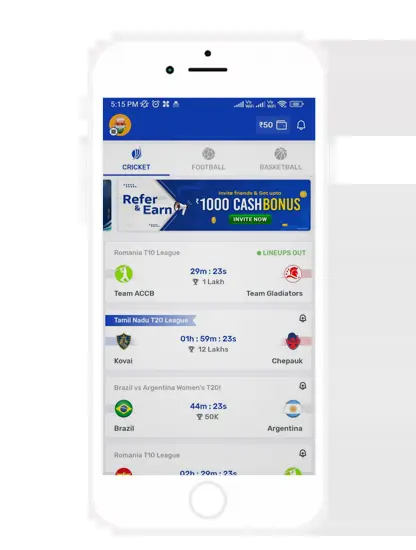 5:15 PM
₹50
CRICKET
FOOTBALL
BASKETBALL
Refer
& Earn
Invite friends & Get upto
₹1000 CASHBONUS
INVITE NOW
Romania T10 League
LINEUPS OUT
29m : 23s
1 Lakh
Team ACCB
Team Gladiators
Tamil Nadu T20 League
01h : 59m : 23s
12 Lakhs
Kovai
Chepauk
Brazil vs Argentina Women's T20I
44m : 23s
50K
Brazil
Argentina
Romania T10 League
02h : 29m : 23s